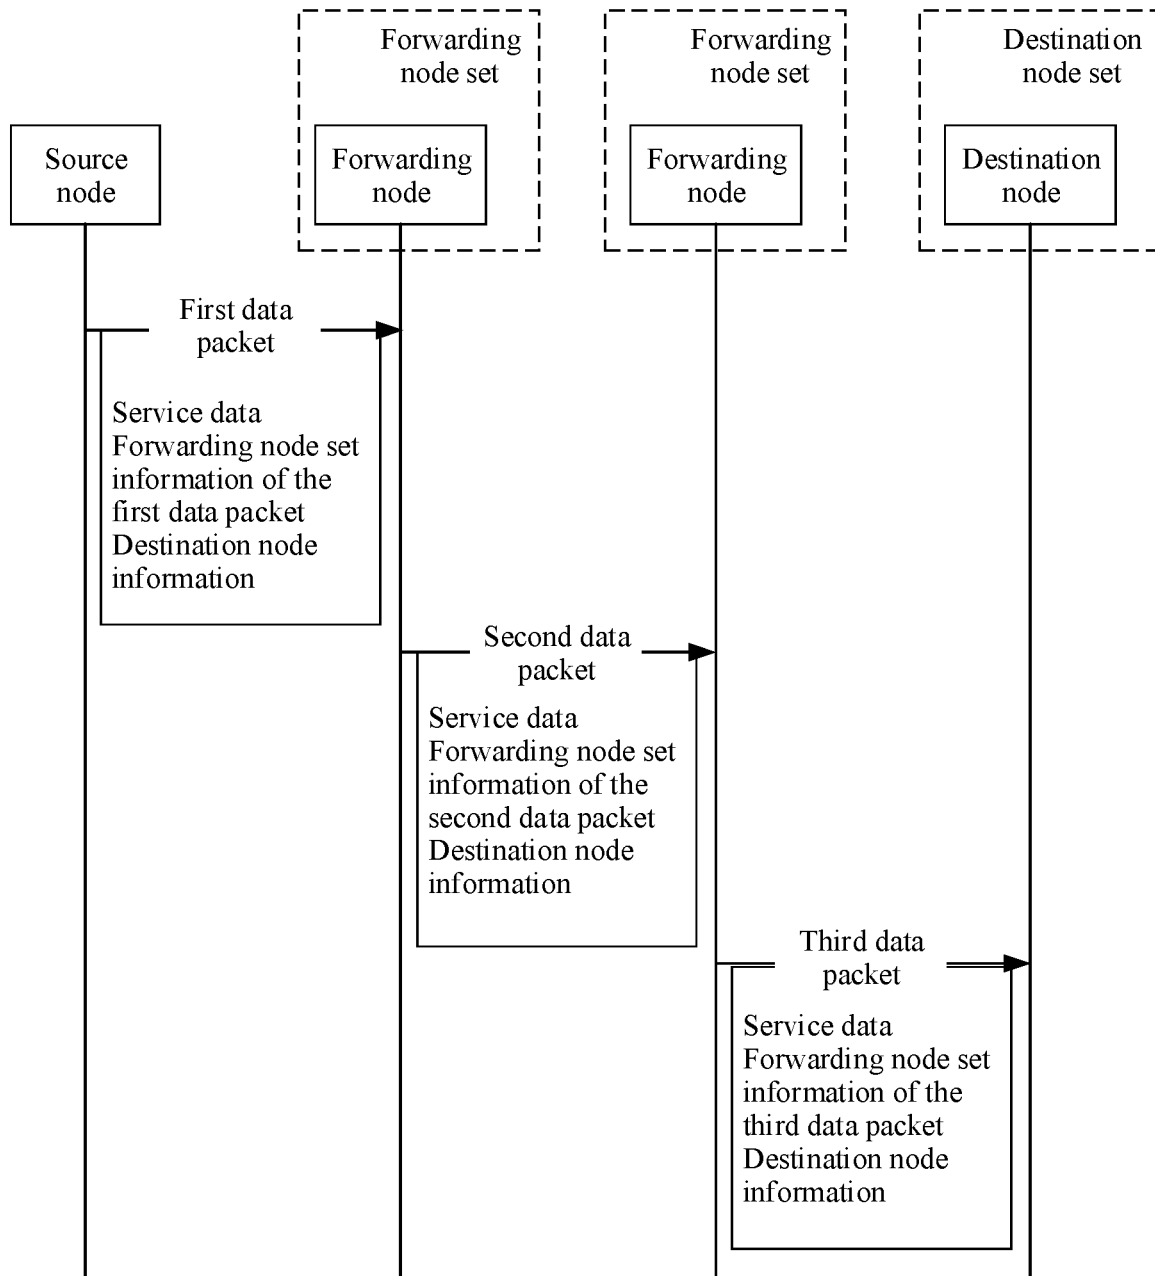 Forwarding
node set
Forwarding
node set
Destination
node set
Source
node
Forwarding
node
Forwarding
node
Destination
node
First data
packet
Service data
Forwarding node set
information of the
first data packet
Destination node
information
Second data
packet
Service data
Forwarding node set
information of the
second data packet
Destination node
information
Third data
packet
Service data
Forwarding node set
information of the
third data packet
Destination node
information